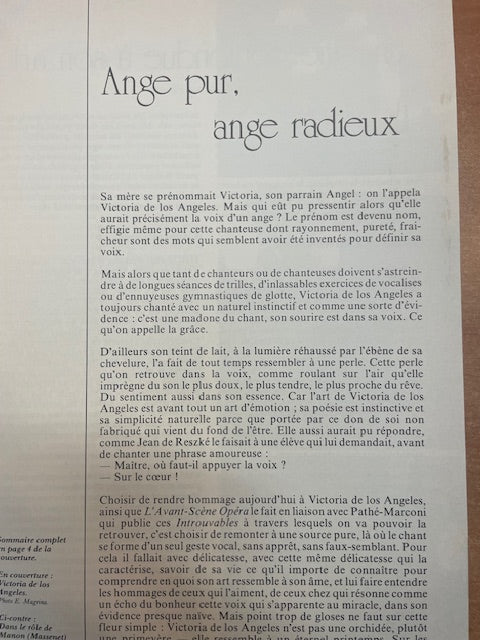 Ange pur,
ange radieux
Sa mère se prénommait Victoria, son parrain Angel : on l'appela
Victoria de los Angeles. Mais qui eût pu pressentir alors qu'elle
aurait précisément la voix d'un ange ? Le prénom est devenu nom,
effigie même pour cette chanteuse dont rayonnement, pureté, fraî-
cheur sont des mots qui semblent avoir été inventés pour définir sa
voix.
Mais alors que tant de chanteurs ou de chanteuses doivent s'astrein-
dre à de longues séances de trilles, d'inlassables exercices de vocalises
ou d'ennuyeuses gymnastiques de glotte, Victoria de los Angeles a
toujours chanté avec un naturel instinctif et comme une sorte d'évi-
dence : c'est une madone du chant, son sourire est dans sa voix. Ce
qu'on appelle la grâce.
D'ailleurs son teint de lait, à la lumière réhaussé par l'ébène de sa
chevelure, l'a fait de tout temps ressembler à une perle. Cette perle
qu'on retrouve dans la voix, comme roulant sur l'air qu'elle
imprègne du son le plus doux, le plus tendre, le plus proche du rêve.
Du sentiment aussi dans son essence. Car l'art de Victoria de los
Angeles est avant tout un art d'émotion ; sa poésie est instinctive et
sa simplicité naturelle parce que portée par ce don de soi non
fabriqué qui vient du fond de l'être. Elle aussi aurait pu répondre,
comme Jean de Reszké le faisait à une élève qui lui demandait, avant
de chanter une phrase amoureuse :
— Maître, où faut-il appuyer la voix ?
— Sur le cœur !
Choisir de rendre hommage aujourd'hui à Victoria de los Angeles,
ainsi que L'Avant-Scène Opéra le fait en liaison avec Pathé-Marconi
qui publie ces Introuvables à travers lesquels on va pouvoir la
retrouver, c'est choisir de remonter à une source pure, là où le chant
se forme d'un seul geste vocal, sans apprêt, sans faux-semblant. Pour
cela il fallait avec délicatesse, avec cette même délicatesse qui la
caractérise, savoir de sa vie ce qu'il importe de connaître pour
comprendre en quoi son art ressemble à son âme, et lui faire entendre
les hommages de ceux qui l'aiment, de ceux chez qui résonne comme
un écho du bonheur cette voix qui s'apparente au miracle, dans son
évidence presque naïve. Mais point trop de gloses ne faut sur cette
fleur simple : Victoria de los Angeles n'est pas une orchidée, plutôt
une primevère — elle ressemble à un éternel printemps. Sur les
Sommaire complet
en page 4 de la
couverture.
En couverture :
Victoria de los
Angeles.
Photo E. Magrina.
Ci-contre :
Dans le rôle de
Manon (Massenet)